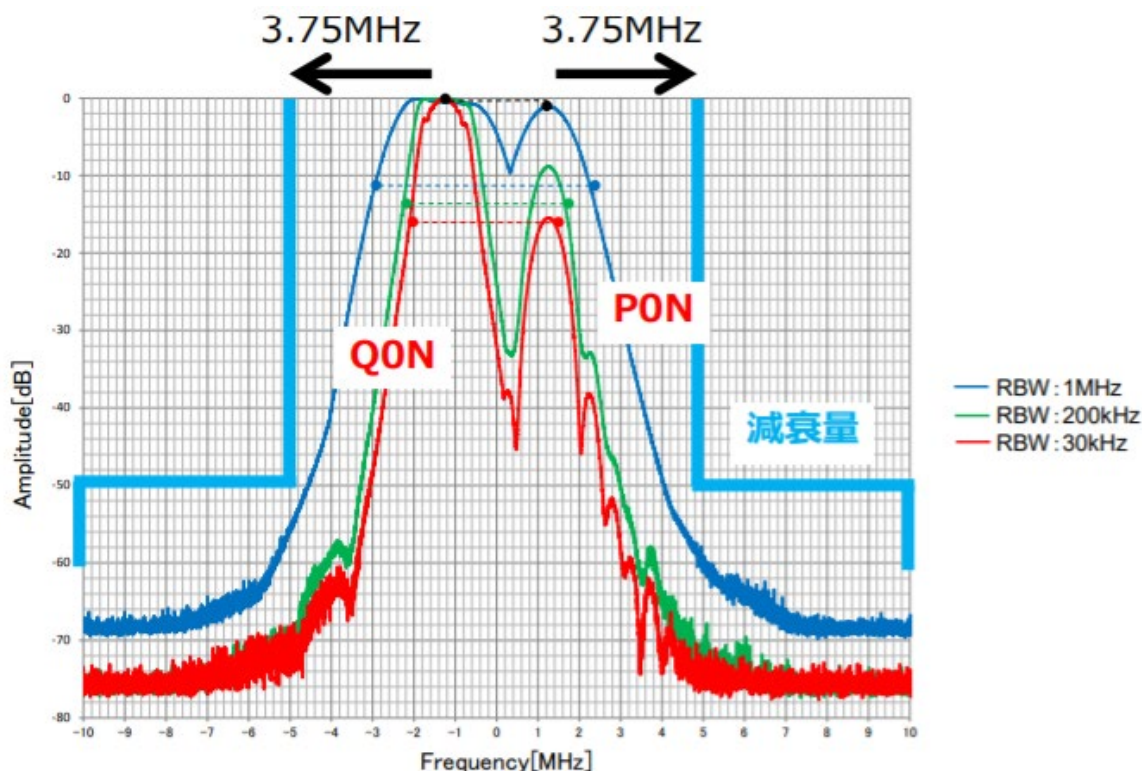 3.75MHz 3.75MHz
0
-10
-20
-30
-40
-50
-60
-70
-80
Amplitude[dB]
Q0N
P0N
減衰量
RBW：1MHz
RBW：200kHz
RBW：30kHz
-10 -9 -8 -7 -6 -5 -4 -3 -2 -1 0 1 2 3 4 5 6 7 8 9 10
Frequency[MHz]